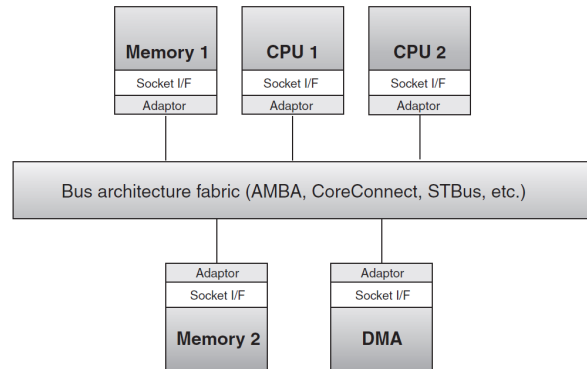 Memory 1
Socket I/F
Adaptor
CPU 1
Socket I/F
Adaptor
CPU 2
Socket I/F
Adaptor
Bus architecture fabric (AMBA, CoreConnect, STBus, etc.)
Adaptor
Socket I/F
Memory 2
Adaptor
Socket I/F
DMA